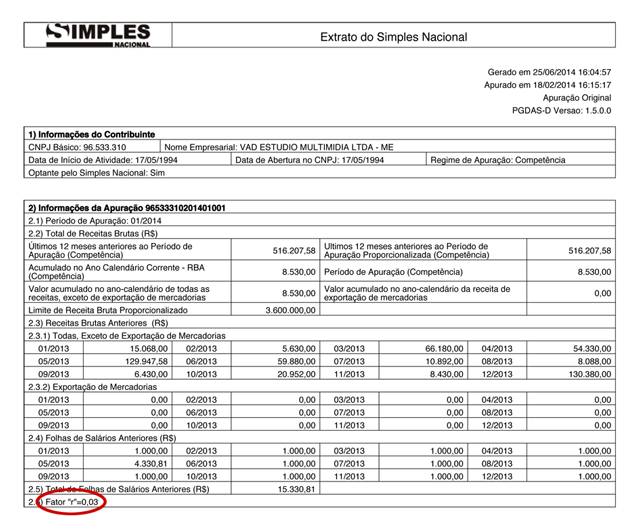 SIMPLES
NACIONAL
Extrato do Simples Nacional
Gerado em 25/06/2014 16:04:57
Apurado em 18/02/2014 16:15:17
Apuração Original
PGDAS-D Versao: 1.5.0.0
1) Informações do Contribuinte
CNPJ Básico: 96.533.310 Nome Empresarial: VAD ESTUDIO MULTIMIDIA LTDA - ME
Data de Início de Atividade: 17/05/1994 Data de Abertura no CNPJ: 17/05/1994 Regime de Apuração: Competência
Optante pelo Simples Nacional: Sim
2) Informações da Apuração 96533310201401001
2.1) Período de Apuração: 01/2014
2.2) Total de Receitas Brutas (R$)
Últimos 12 meses anteriores ao Período de Apuração (Competência) 516.207,58 Ultimos 12 meses anteriores ao Período de Apuração Proporcionalizada (Competência) 516.207,58
Acumulado no Ano Calendário Corrente - RBA (Competência) 8.530,00 Período de Apuração (Competência) 8.530,00
Valor acumulado no ano-calendário de todas as receitas, exceto de exportação de mercadorias 8.530,00 Valor acumulado no ano-calendário da receita de exportação de mercadorias 0,00
Limite de Receita Bruta Proporcionalizado 3.600.000,00
2.3) Receitas Brutas Anteriores (R$)
2.3.1) Todas, Exceto de Exportação de Mercadorias
01/2013 15.068,00 02/2013 5.630,00 03/2013 66.180,00 04/2013 54.330,00
05/2013 129.947,58 06/2013 59.880,00 07/2013 10.892,00 08/2013 8.088,00
09/2013 6.430,00 10/2013 20.952,00 11/2013 8.430,00 12/2013 130.380,00
2.3.2) Exportação de Mercadorias
01/2013 0,00 02/2013 0,00 03/2013 0,00 04/2013 0,00
05/2013 0,00 06/2013 0,00 07/2013 0,00 08/2013 0,00
09/2013 0,00 10/2013 0,00 11/2013 0,00 12/2013 0,00
2.4) Folhas de Salários Anteriores (R$)
01/2013 1.000,00 02/2013 1.000,00 03/2013 1.000,00 04/2013 1.000,00
05/2013 4.330,81 06/2013 1.000,00 07/2013 1.000,00 08/2013 1.000,00
09/2013 1.000,00 10/2013 1.000,00 11/2013 1.000,00 12/2013 1.000,00
2.5) Total de Folhas de Salários Anteriores (R$) 15.330,81
2.6) Fator "r"=0,03